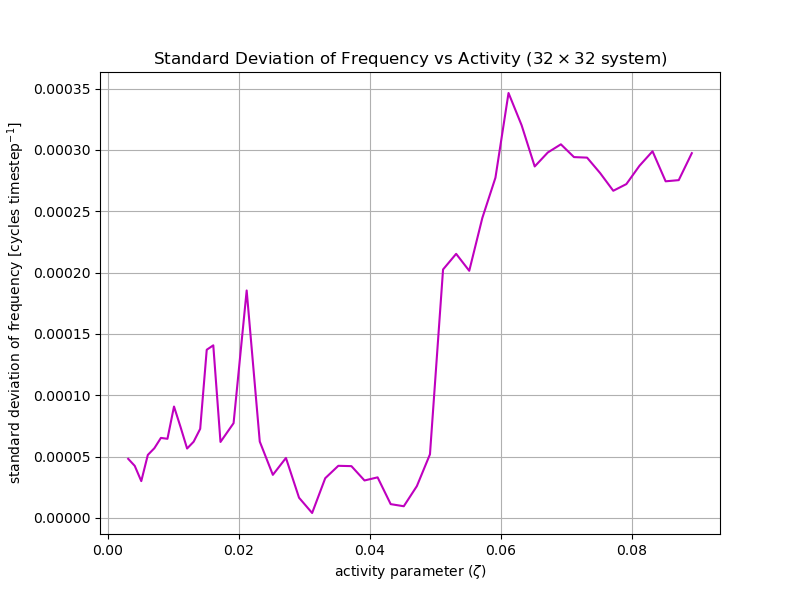 Standard Deviation of Frequency vs Activity (32 × 32 system)
standard deviation of frequency [cycles timestep⁻¹]
0.00035
0.00030
0.00025
0.00020
0.00015
0.00010
0.00005
0.00000
0.00 0.02 0.04 0.06 0.08
activity parameter (ζ)